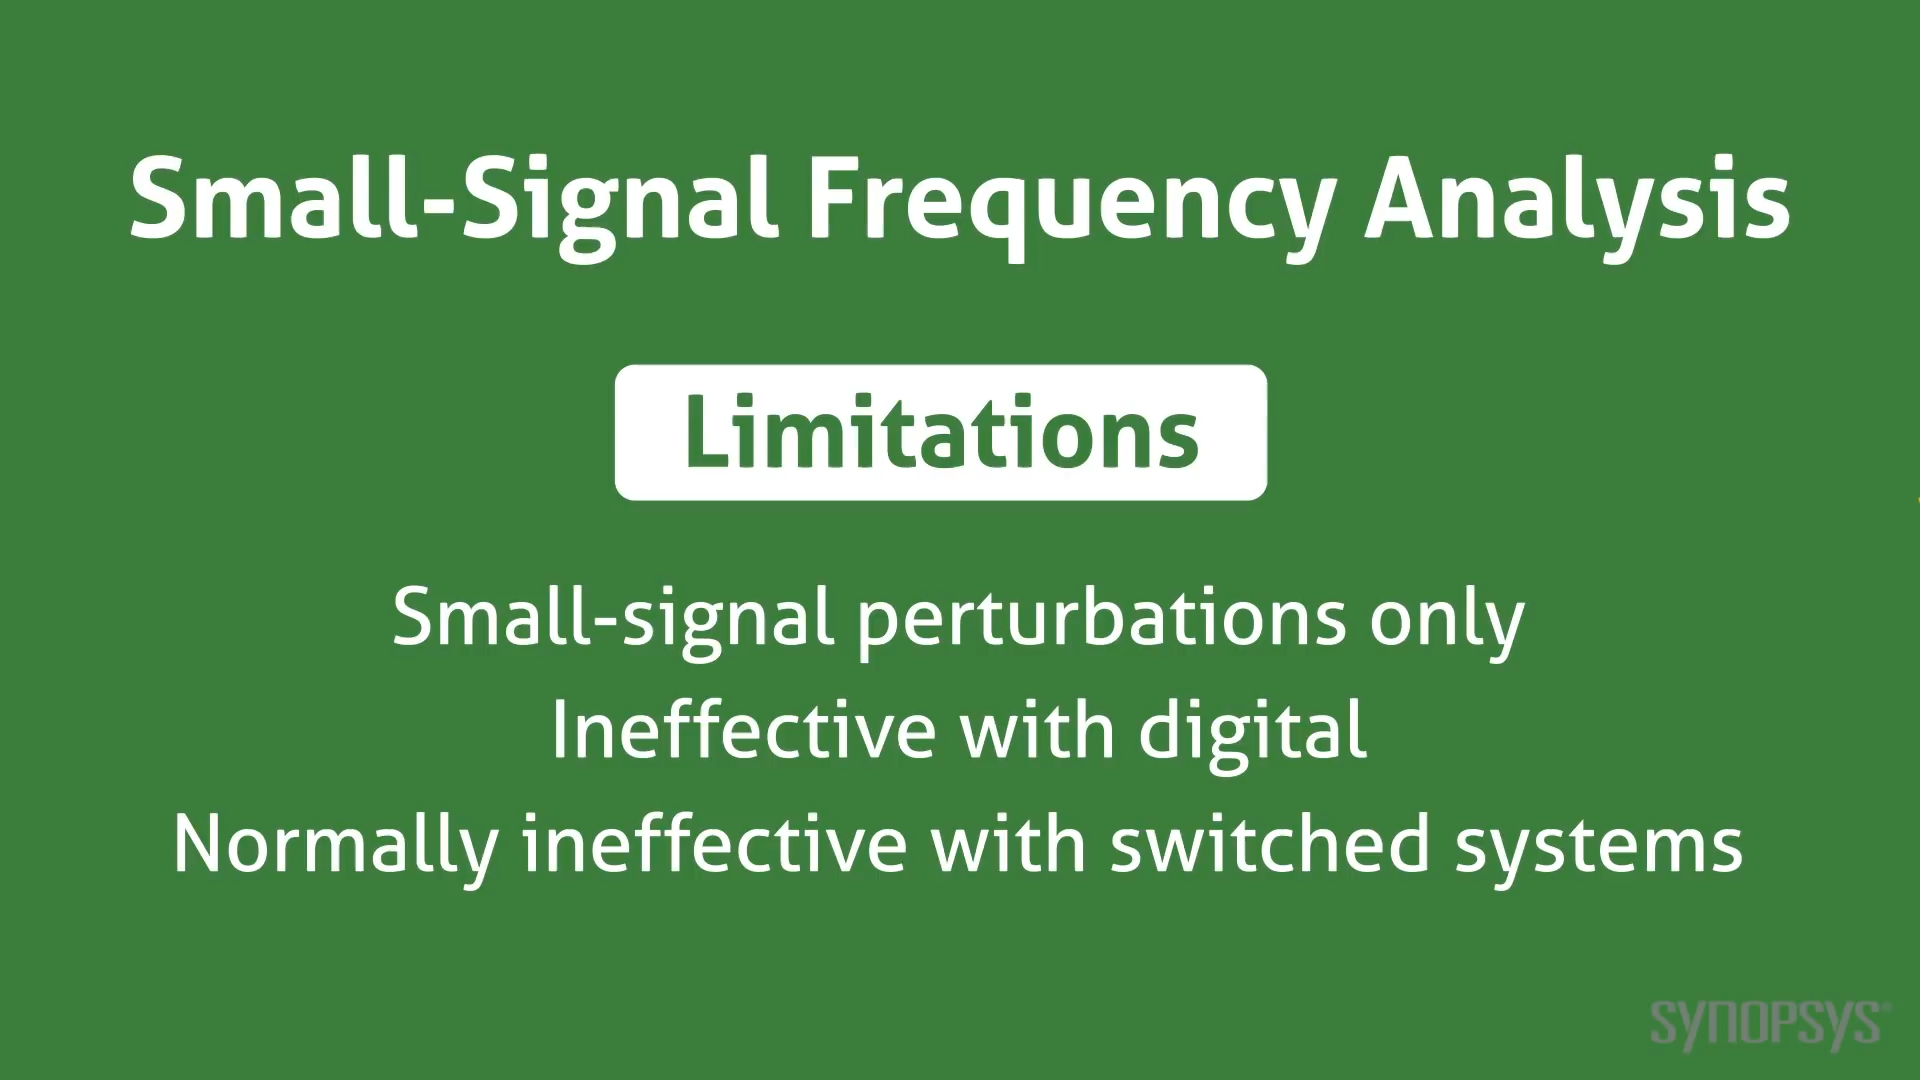 Small-Signal Frequency Analysis
Limitations
Small-signal perturbations only
Ineffective with digital
Normally ineffective with switched systems
SYNOPSYS®